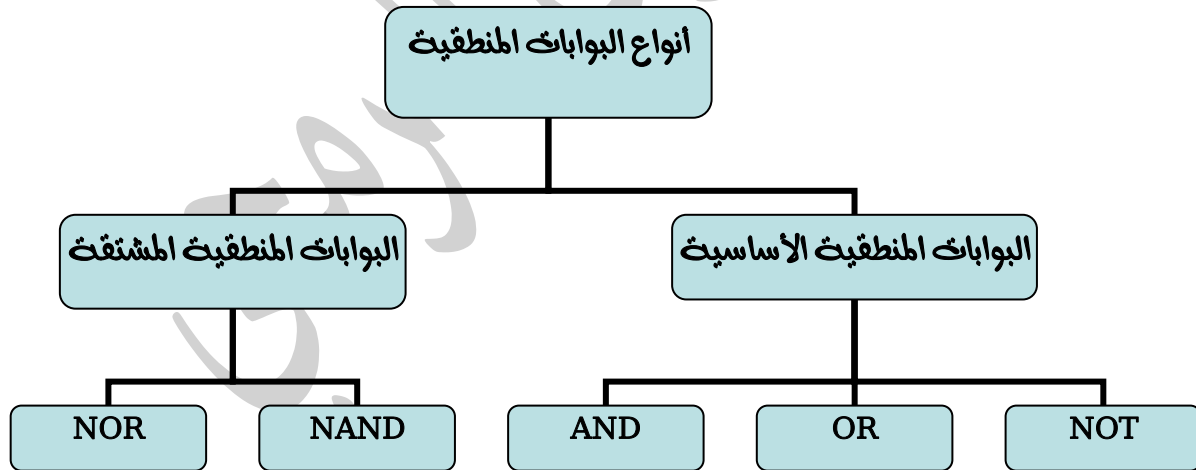 أنواع البوابات المنطقية
البوابات المنطقية الأساسية
البوابات المنطقية المشتقة
NOT
OR
AND
NAND
NOR